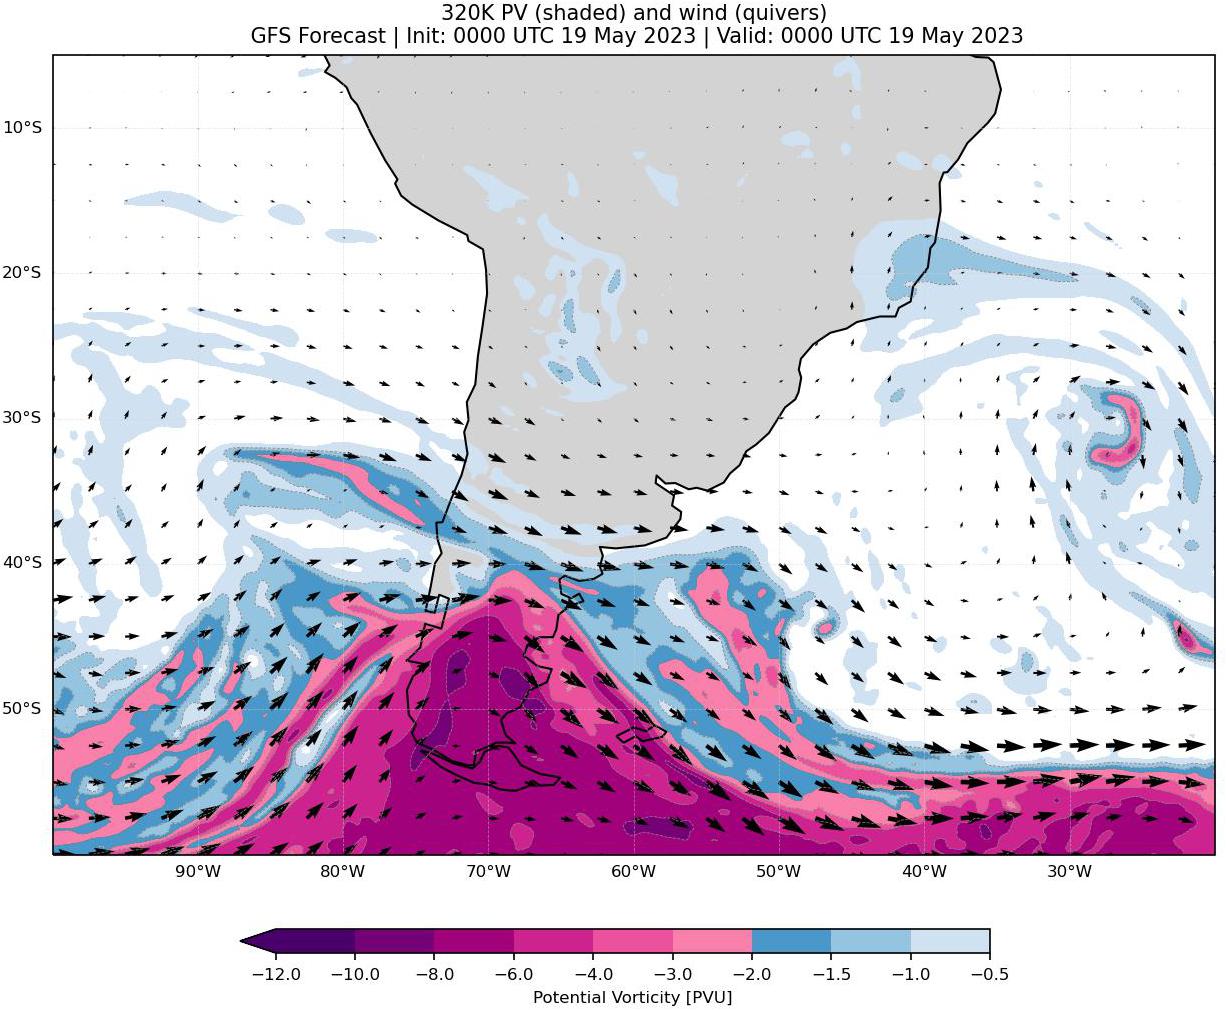 320K PV (shaded) and wind (quivers)
GFS Forecast | Init: 0000 UTC 19 May 2023 | Valid: 0000 UTC 19 May 2023
10°S
20°S
30°S
40°S
50°S
90°W 80°W 70°W 60°W 50°W 40°W 30°W
−12.0 −10.0 −8.0 −6.0 −4.0 −3.0 −2.0 −1.5 −1.0 −0.5
Potential Vorticity [PVU]